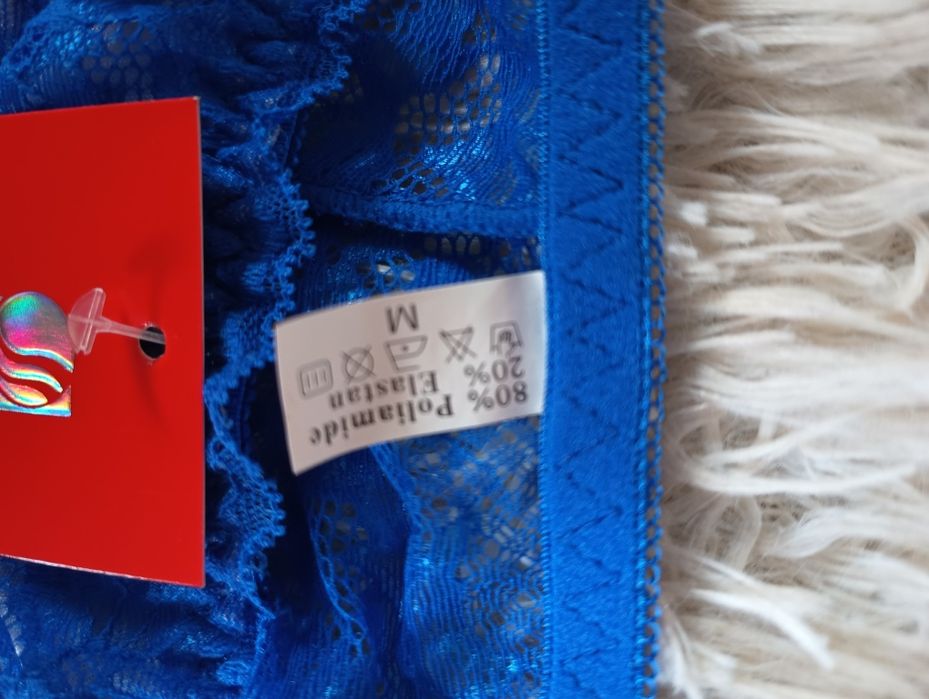 M
80% Poliamide
20% Elastan